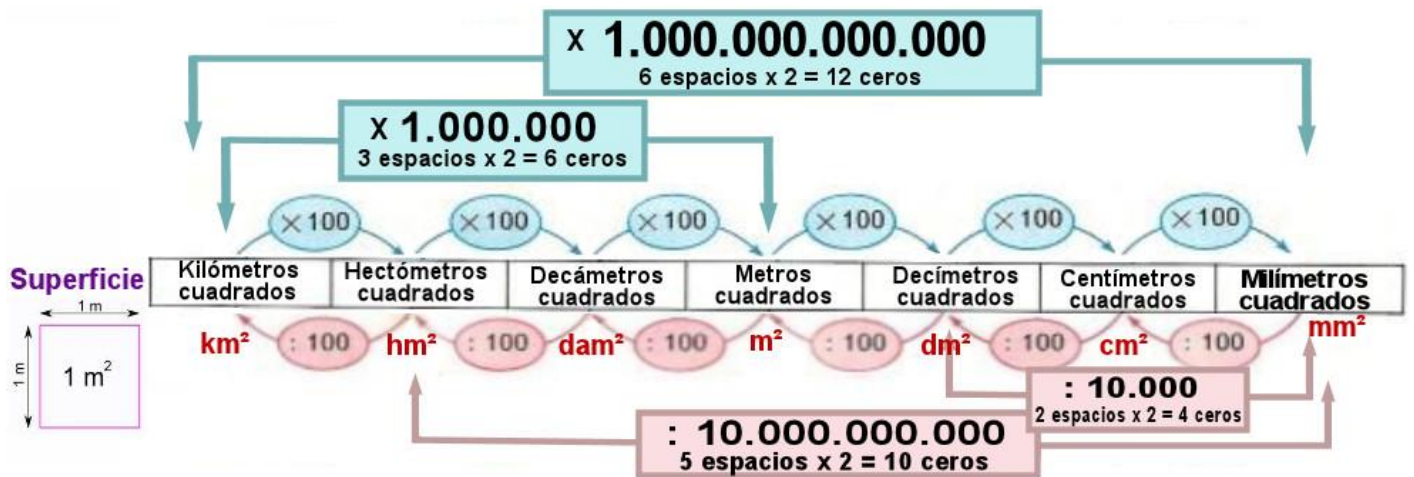 x 1.000.000.000.000
6 espacios x 2 = 12 ceros
x 1.000.000
3 espacios x 2 = 6 ceros
×100 ×100 ×100 ×100 ×100 ×100
Superficie
Kilómetros cuadrados
Hectómetros cuadrados
Decámetros cuadrados
Metros cuadrados
Decímetros cuadrados
Centímetros cuadrados
Milímetros cuadrados
km² : 100 hm² : 100 dam² : 100 m² : 100 dm² : 100 cm² : 100 mm²
1 m
1 m
1 m²
: 10.000
2 espacios x 2 = 4 ceros
: 10.000.000.000
5 espacios x 2 = 10 ceros